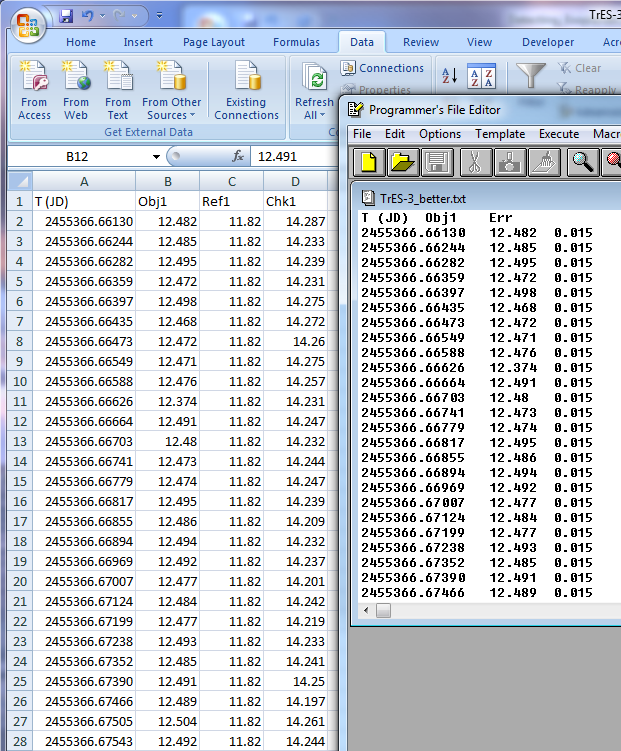 TrES-3
Home Insert Page Layout Formulas Data Review View Developer Acro
From Access
From Web
From Text
From Other Sources
Existing Connections
Refresh All
Connections
Properties
Clear
Reapply
Get External Data
B12 fx 12.491
A B C D
1 T (JD) Obj1 Ref1 Chk1
2 2455366.66130 12.482 11.82 14.287
3 2455366.66244 12.485 11.82 14.233
4 2455366.66282 12.495 11.82 14.239
5 2455366.66359 12.472 11.82 14.231
6 2455366.66397 12.498 11.82 14.275
7 2455366.66435 12.468 11.82 14.272
8 2455366.66473 12.472 11.82 14.26
9 2455366.66549 12.471 11.82 14.275
10 2455366.66588 12.476 11.82 14.257
11 2455366.66626 12.374 11.82 14.231
12 2455366.66664 12.491 11.82 14.247
13 2455366.66703 12.48 11.82 14.232
14 2455366.66741 12.473 11.82 14.244
15 2455366.66779 12.474 11.82 14.247
16 2455366.66817 12.495 11.82 14.239
17 2455366.66855 12.486 11.82 14.209
18 2455366.66894 12.494 11.82 14.232
19 2455366.66969 12.492 11.82 14.237
20 2455366.67007 12.477 11.82 14.201
21 2455366.67124 12.484 11.82 14.242
22 2455366.67199 12.477 11.82 14.219
23 2455366.67238 12.493 11.82 14.233
24 2455366.67352 12.485 11.82 14.241
25 2455366.67390 12.491 11.82 14.25
26 2455366.67466 12.489 11.82 14.197
27 2455366.67505 12.504 11.82 14.261
28 2455366.67543 12.492 11.82 14.244
Programmer's File Editor
File Edit Options Template Execute Macro
TrES-3_better.txt
T (JD) Obj1 Err
2455366.66130 12.482 0.015
2455366.66244 12.485 0.015
2455366.66282 12.495 0.015
2455366.66359 12.472 0.015
2455366.66397 12.498 0.015
2455366.66435 12.468 0.015
2455366.66473 12.472 0.015
2455366.66549 12.471 0.015
2455366.66588 12.476 0.015
2455366.66626 12.374 0.015
2455366.66664 12.491 0.015
2455366.66703 12.48 0.015
2455366.66741 12.473 0.015
2455366.66779 12.474 0.015
2455366.66817 12.495 0.015
2455366.66855 12.486 0.015
2455366.66894 12.494 0.015
2455366.66969 12.492 0.015
2455366.67007 12.477 0.015
2455366.67124 12.484 0.015
2455366.67199 12.477 0.015
2455366.67238 12.493 0.015
2455366.67352 12.485 0.015
2455366.67390 12.491 0.015
2455366.67466 12.489 0.015